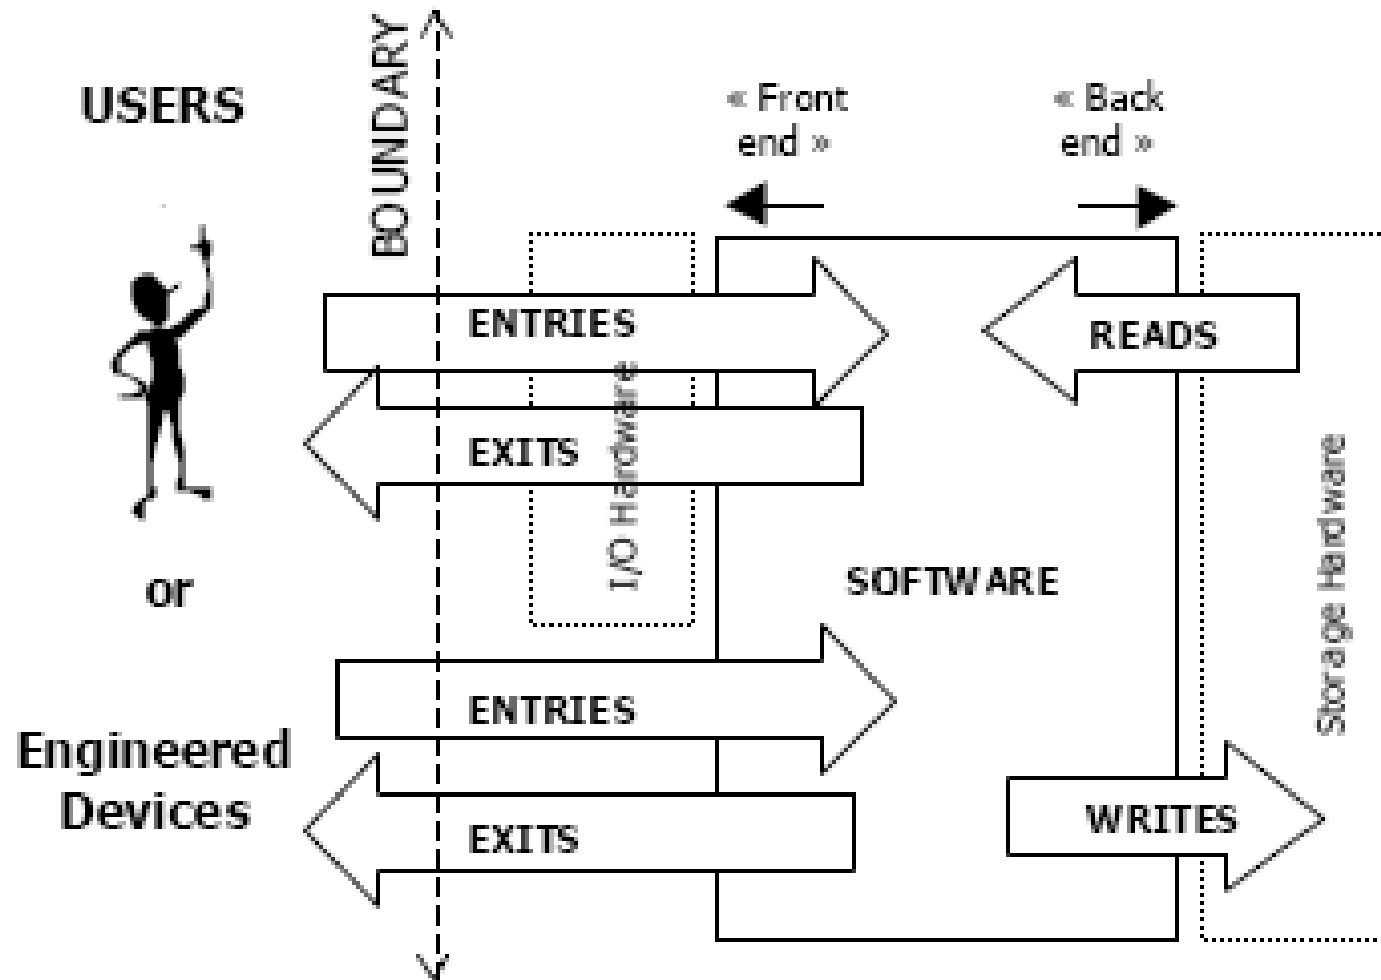 USERS
BOUNDARY
« Front
end »
« Back
end »
ENTRIES
READS
EXITS
I/O Hardware
Storage Hardware
or
SOFTWARE
ENTRIES
Engineered
Devices
EXITS
WRITES